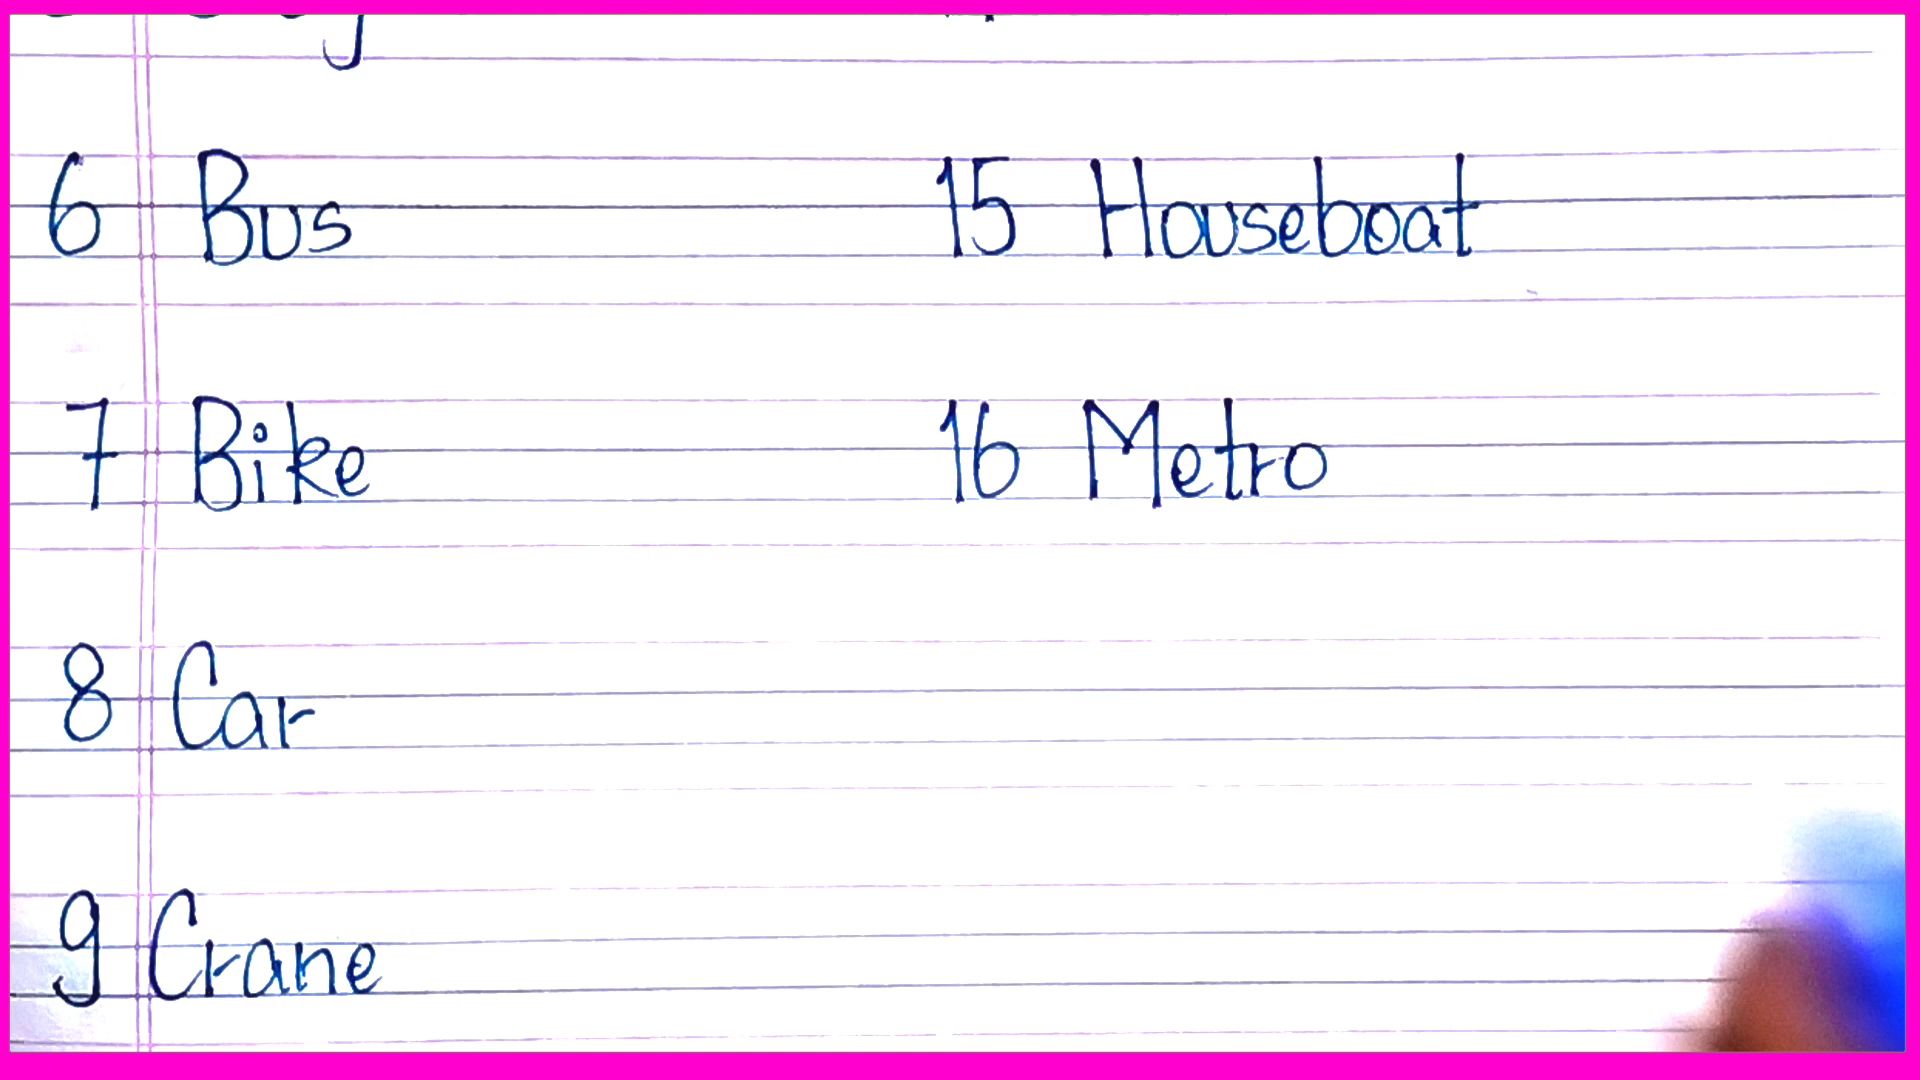 6 Bus
7 Bike
8 Car
9 Crane
15 Houseboat
16 Metro